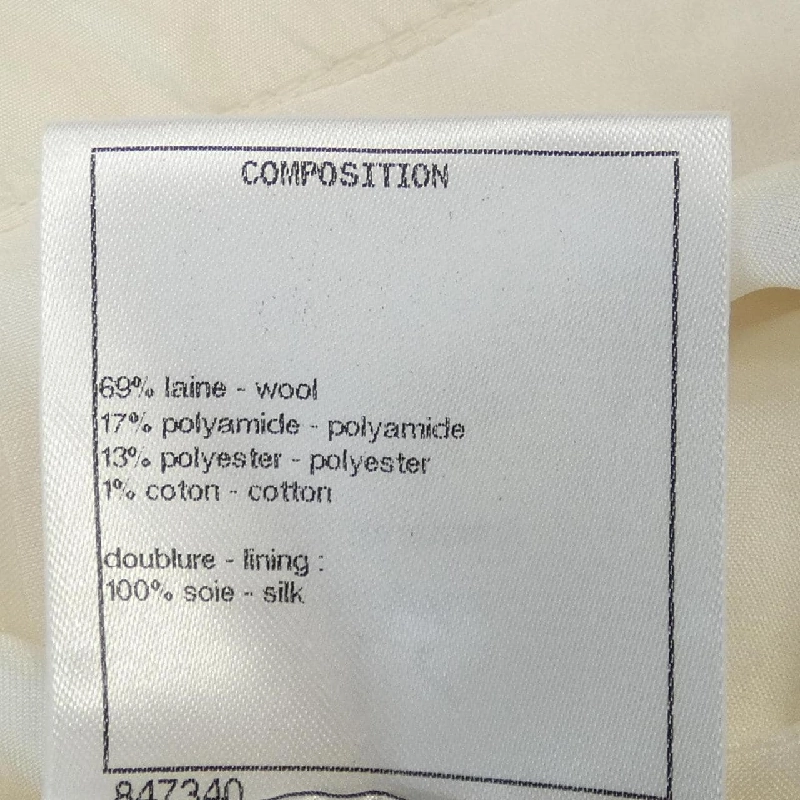 COMPOSITION
69% laine - wool
17% polyamide - polyamide
13% polyester - polyester
1% coton - cotton
doublure - lining :
100% soie - silk
847340